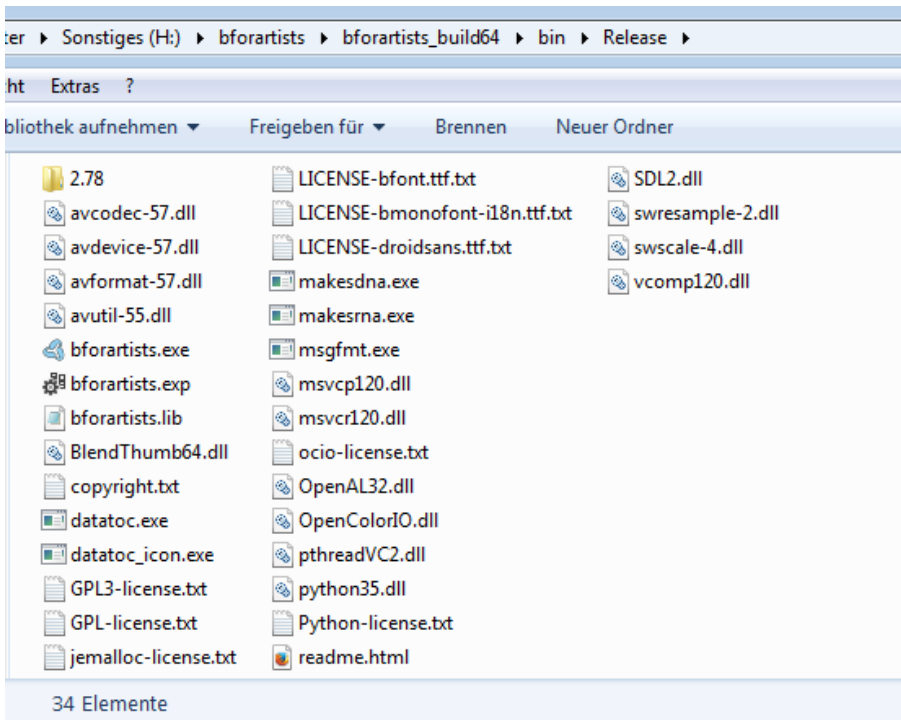 ter ▸ Sonstiges (H:) ▸ bforartists ▸ bforartists_build64 ▸ bin ▸ Release ▸
ht Extras ?
bliothek aufnehmen ▾ Freigeben für ▾ Brennen Neuer Ordner
2.78
avcodec-57.dll
avdevice-57.dll
avformat-57.dll
avutil-55.dll
bforartists.exe
bforartists.exp
bforartists.lib
BlendThumb64.dll
copyright.txt
datatoc.exe
datatoc_icon.exe
GPL3-license.txt
GPL-license.txt
jemalloc-license.txt
LICENSE-bfont.ttf.txt
LICENSE-bmonofont-i18n.ttf.txt
LICENSE-droidsans.ttf.txt
makesdna.exe
makesrna.exe
msgfmt.exe
msvcp120.dll
msvcr120.dll
ocio-license.txt
OpenAL32.dll
OpenColorIO.dll
pthreadVC2.dll
python35.dll
Python-license.txt
readme.html
SDL2.dll
swresample-2.dll
swscale-4.dll
vcomp120.dll
34 Elemente